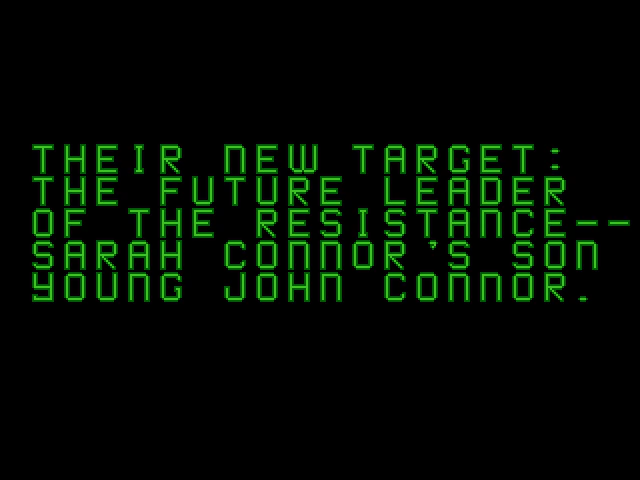 THEIR NEW TARGET:
THE FUTURE LEADER
OF THE RESISTANCE--
SARAH CONNOR'S SON
YOUNG JOHN CONNOR.